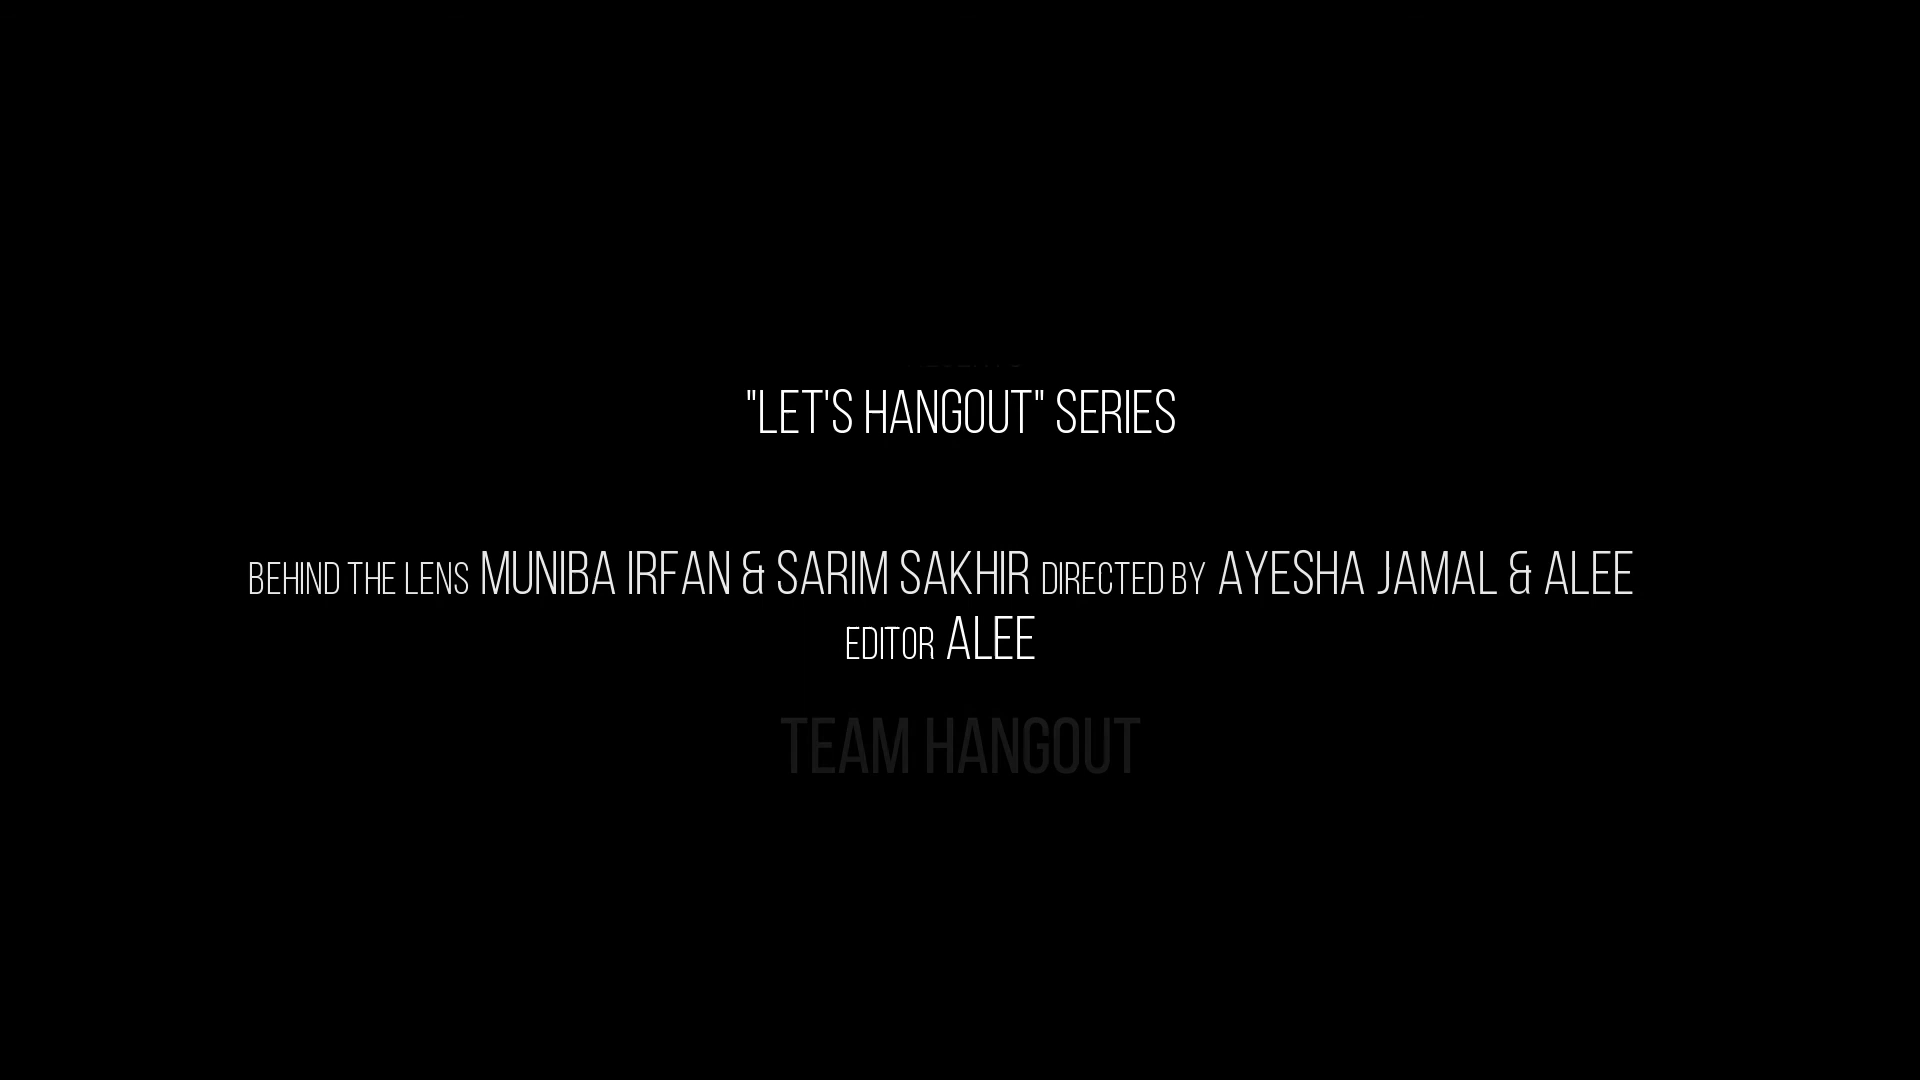 "LET'S HANGOUT" SERIES
BEHIND THE LENS MUNIBA IRFAN & SARIM SAKHIR DIRECTED BY AYESHA JAMAL & ALEE
EDITOR ALEE
TEAM HANGOUT